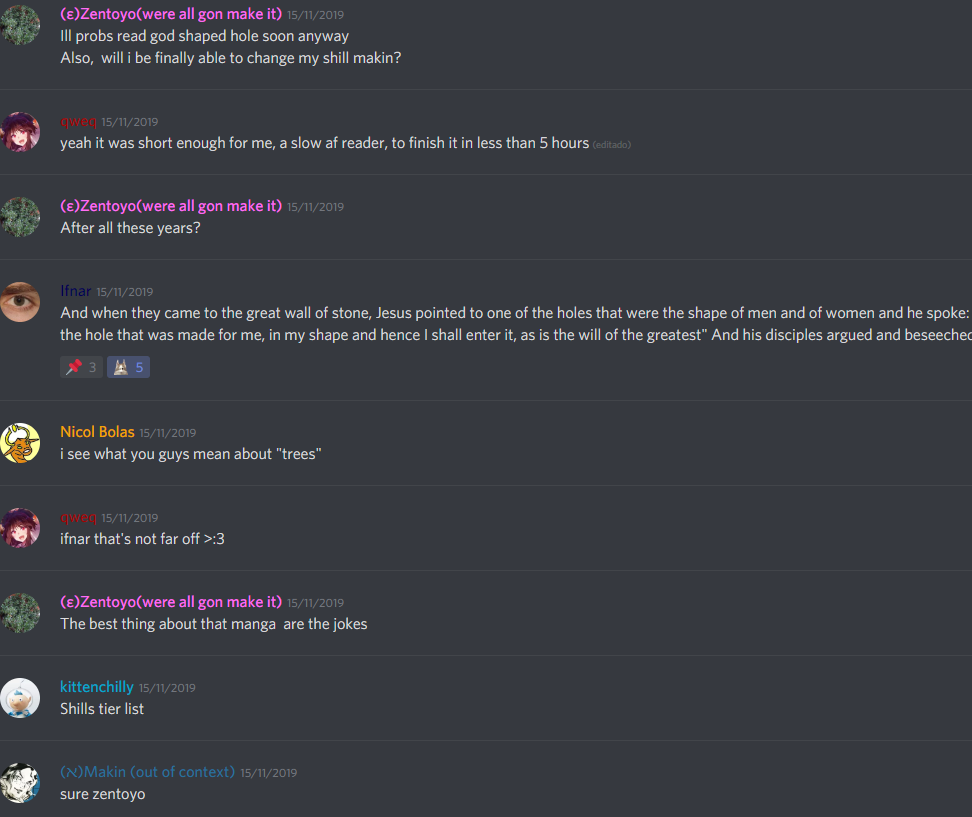 (ε)Zentoyo(were all gon make it) 15/11/2019
Ill probs read god shaped hole soon anyway
Also, will i be finally able to change my shill makin?
qwaq 15/11/2019
yeah it was short enough for me, a slow af reader, to finish it in less than 5 hours (editado)
(ε)Zentoyo(were all gon make it) 15/11/2019
After all these years?
Ifnar 15/11/2019
And when they came to the great wall of stone, Jesus pointed to one of the holes that were the shape of men and of women and he spoke:
the hole that was made for me, in my shape and hence I shall enter it, as is the will of the greatest" And his disciples argued and beseeched
3 5
Nicol Bolas 15/11/2019
i see what you guys mean about "trees"
qwaq 15/11/2019
ifnar that's not far off >:3
(ε)Zentoyo(were all gon make it) 15/11/2019
The best thing about that manga are the jokes
kittenchilly 15/11/2019
Shills tier list
(א)Makin (out of context) 15/11/2019
sure zentoyo